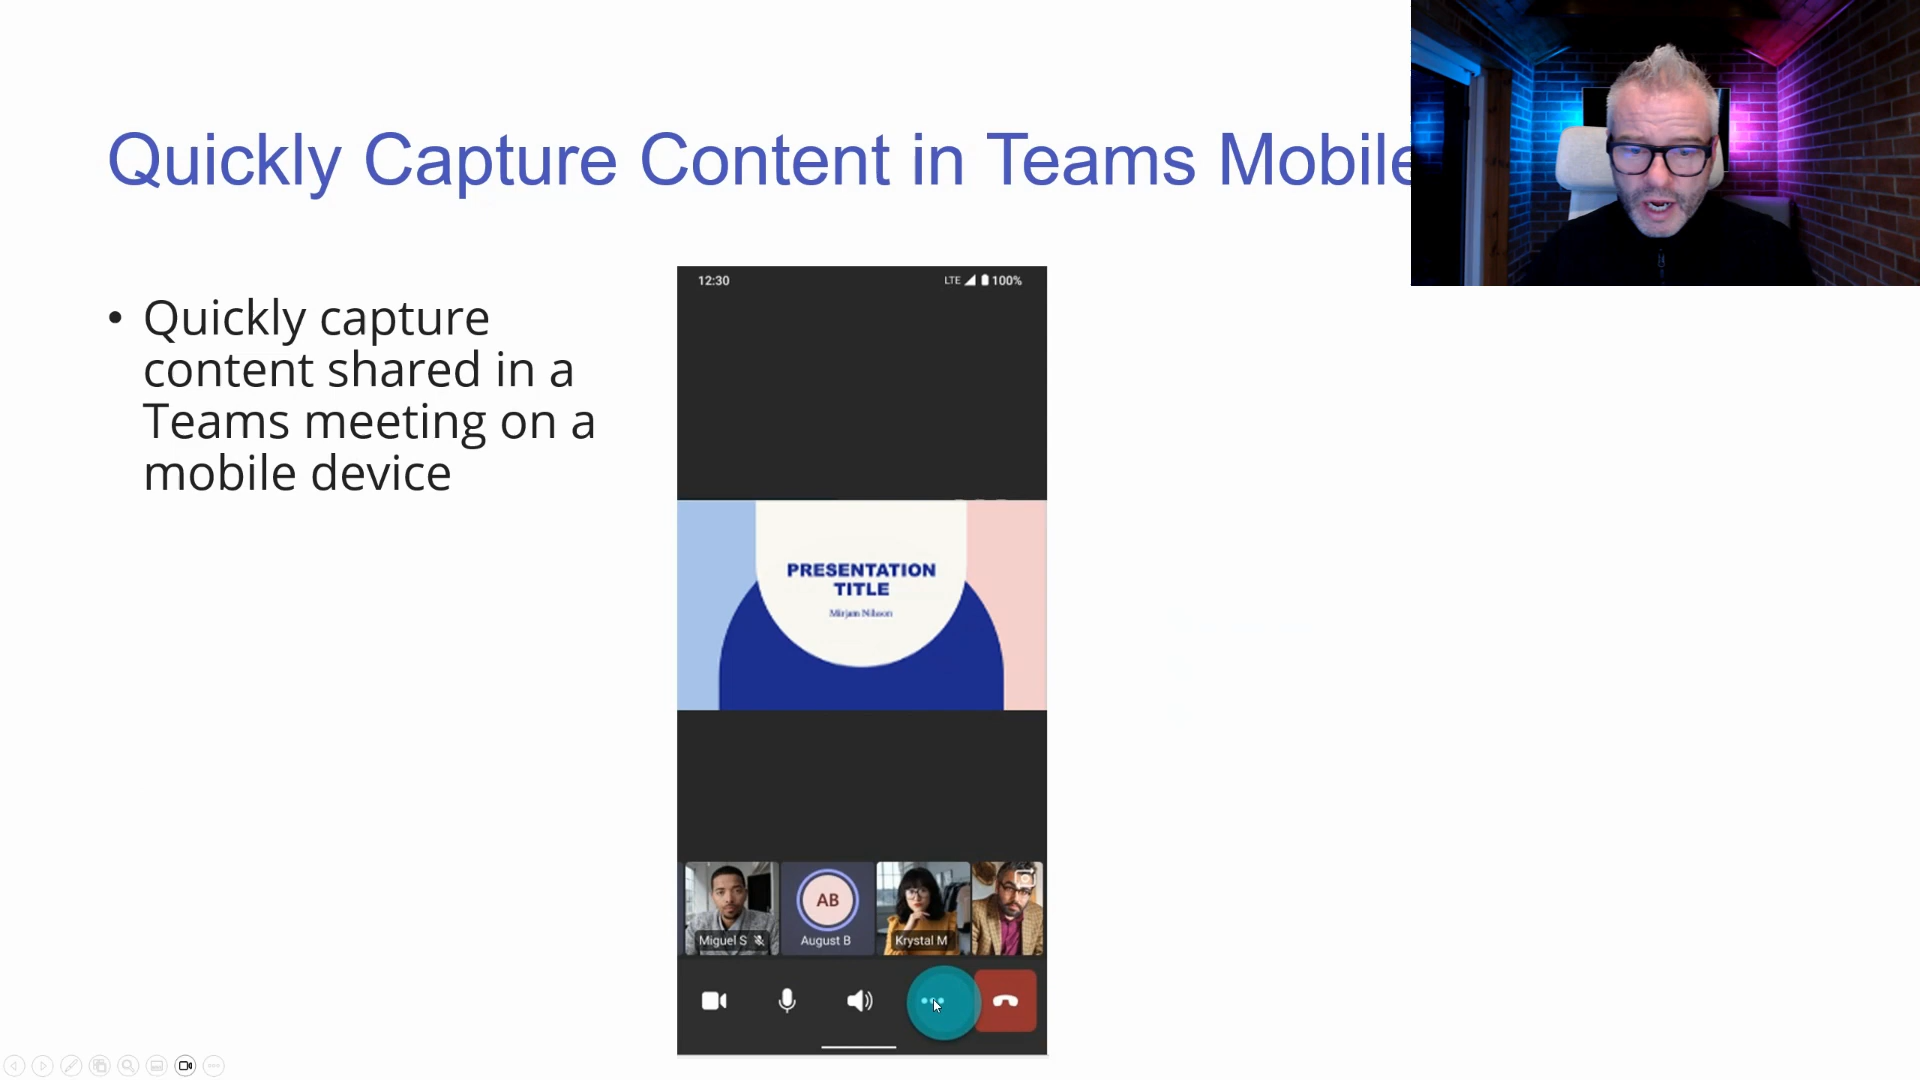 Quickly Capture Content in Teams Mobile
• Quickly capture
content shared in a
Teams meeting on a
mobile device
12:30
LTE 100%
PRESENTATION
TITLE
Mirjam Nilsson
Miguel S
AB
August B
Krystal M